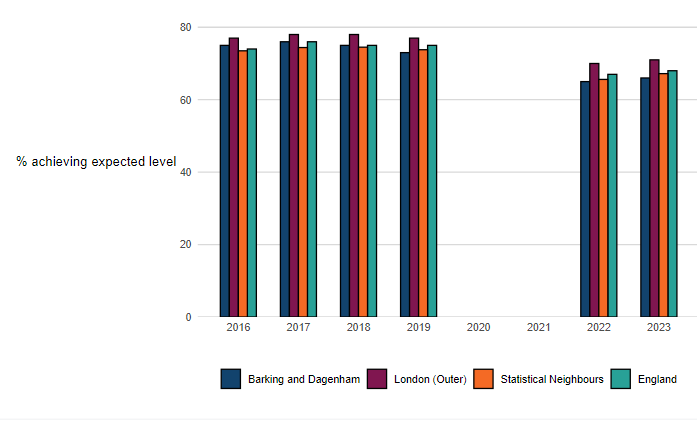 80
60
% achieving expected level 40
20
0
2016 2017 2018 2019 2020 2021 2022 2023
Barking and Dagenham London (Outer) Statistical Neighbours England